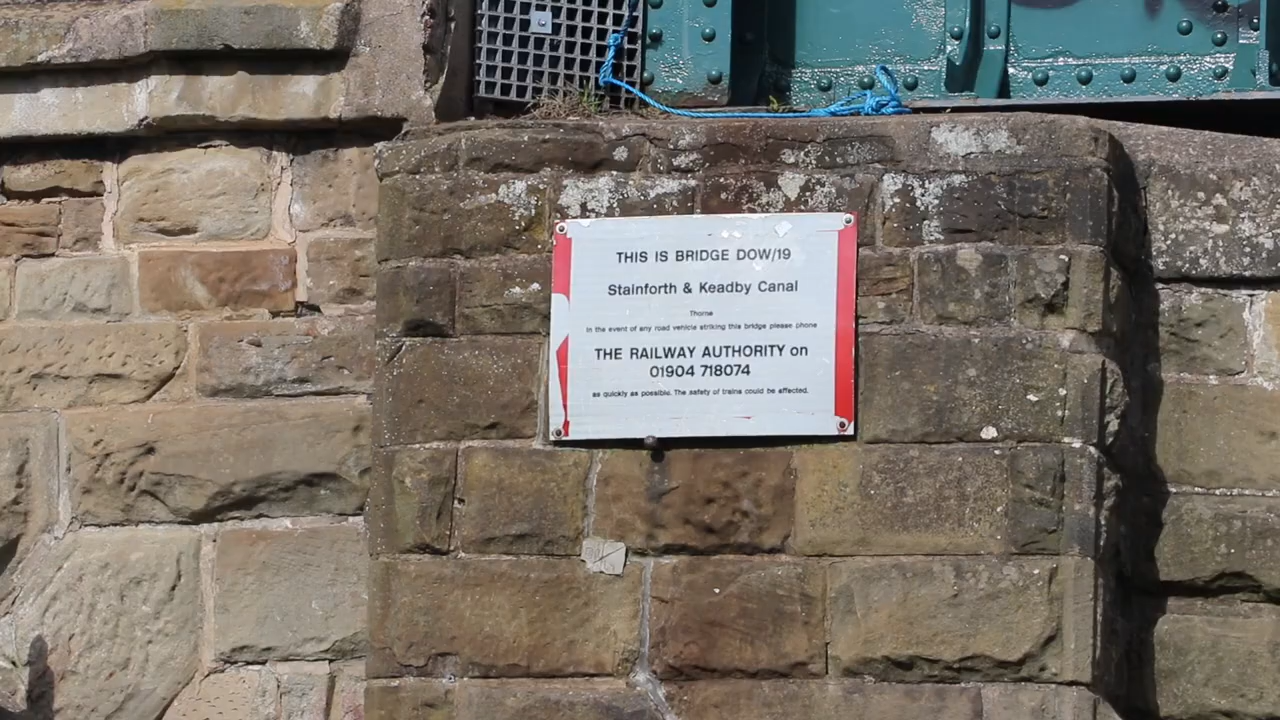 THIS IS BRIDGE DOW/19
Stainforth & Keadby Canal
Thorne
In the event of any road vehicle striking this bridge please phone
THE RAILWAY AUTHORITY on
01904 718074
as quickly as possible. The safety of trains could be affected.